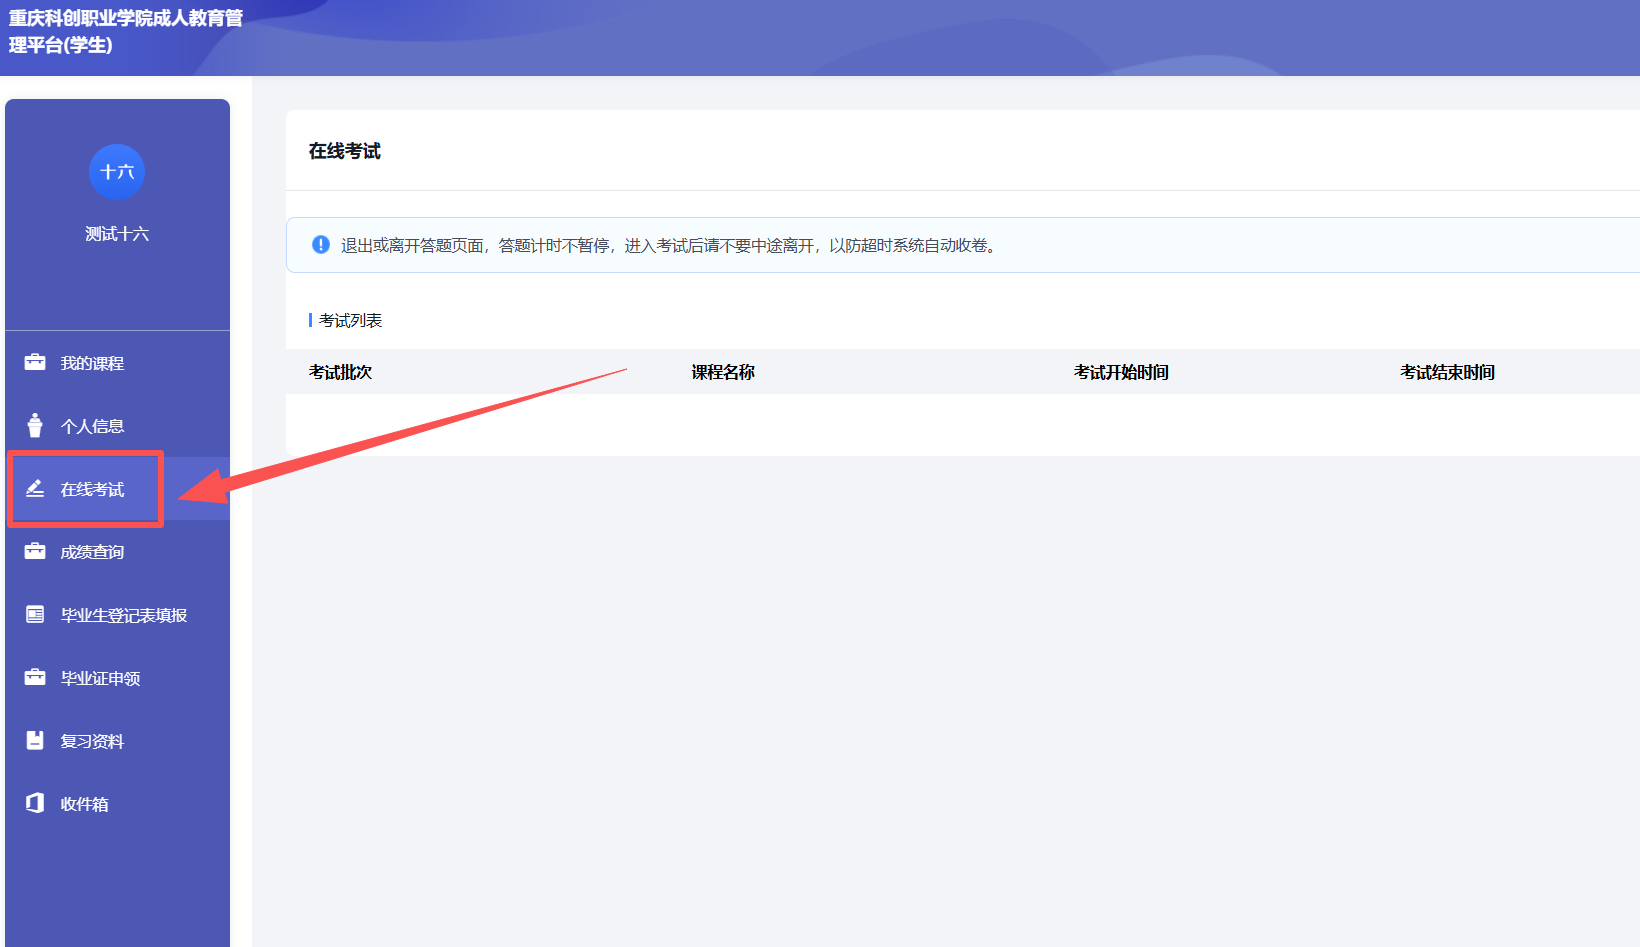 重庆科创职业学院成人教育管
理平台(学生)
十六
测试十六
我的课程
个人信息
在线考试
成绩查询
毕业生登记表填报
毕业证申领
复习资料
收件箱
在线考试
退出或离开答题页面，答题计时不暂停，进入考试后请不要中途离开，以防超时系统自动收卷。
考试列表
考试批次 课程名称 考试开始时间 考试结束时间